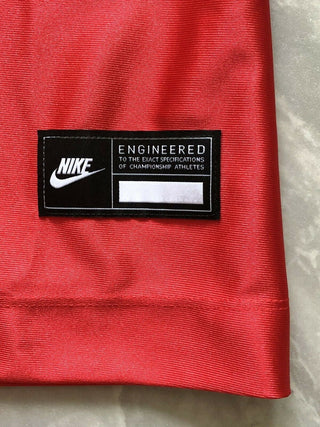 NIKE
ENGINEERED
TO THE EXACT SPECIFICATIONS
OF CHAMPIONSHIP ATHLETES